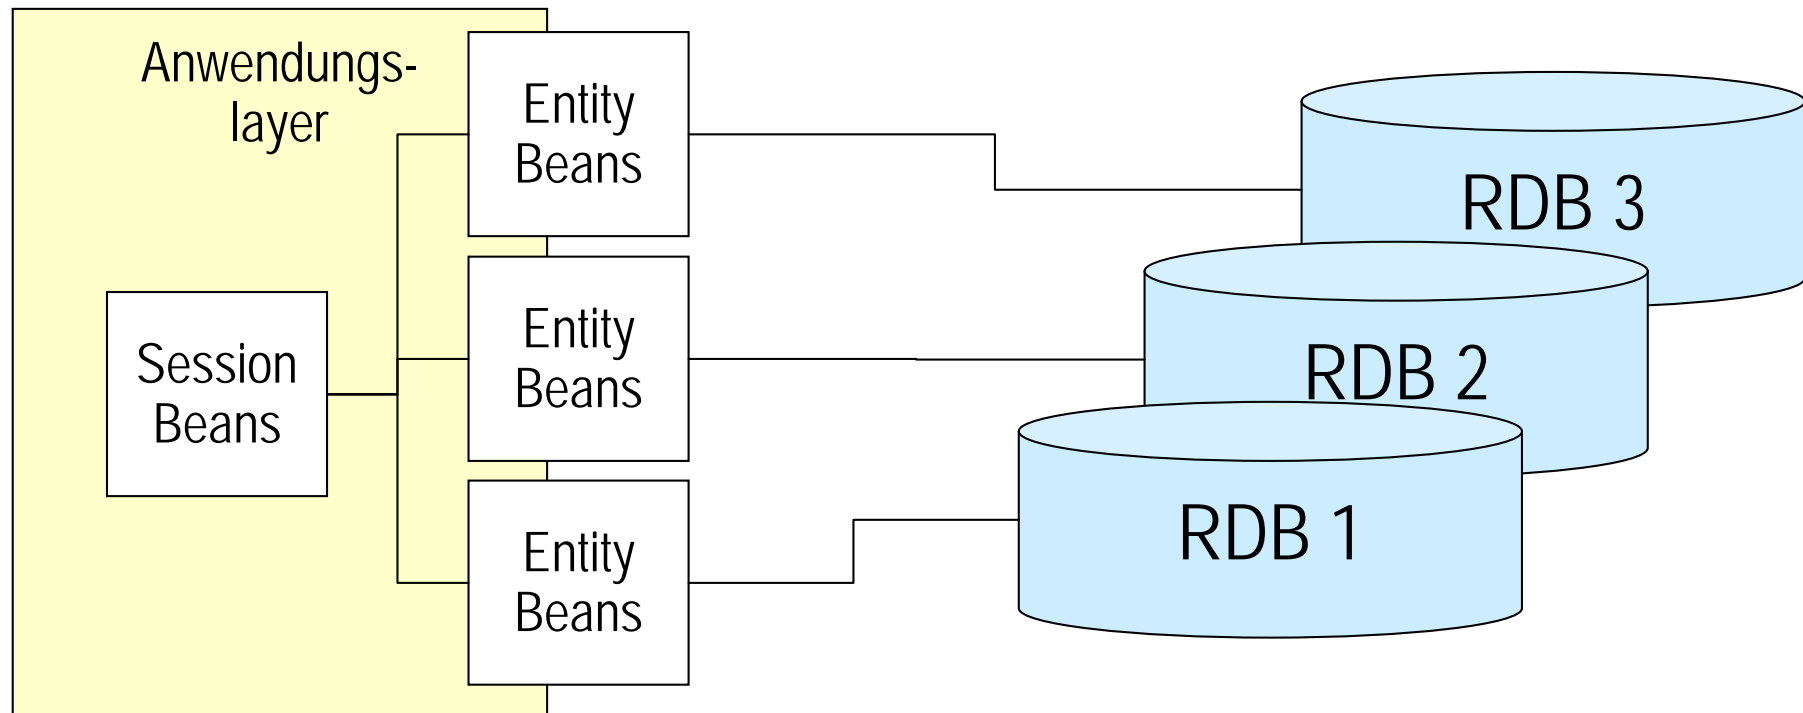 Anwendungs-
layer
Entity
Beans
RDB 3
Entity
Beans
Session
Beans
RDB 2
Entity
Beans
RDB 1